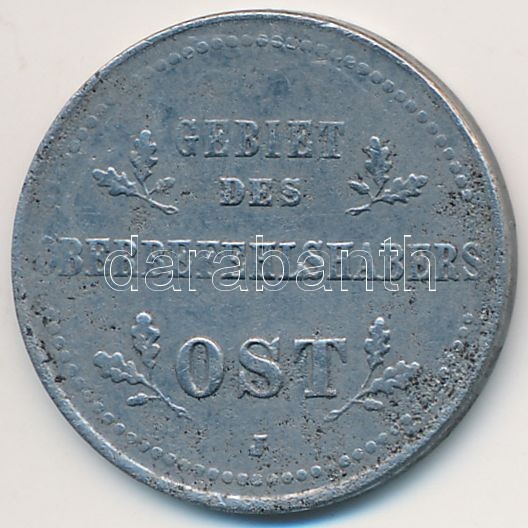 GEBIET
DES
OBERBEFEHLSHABERS
darabanth
OST
J